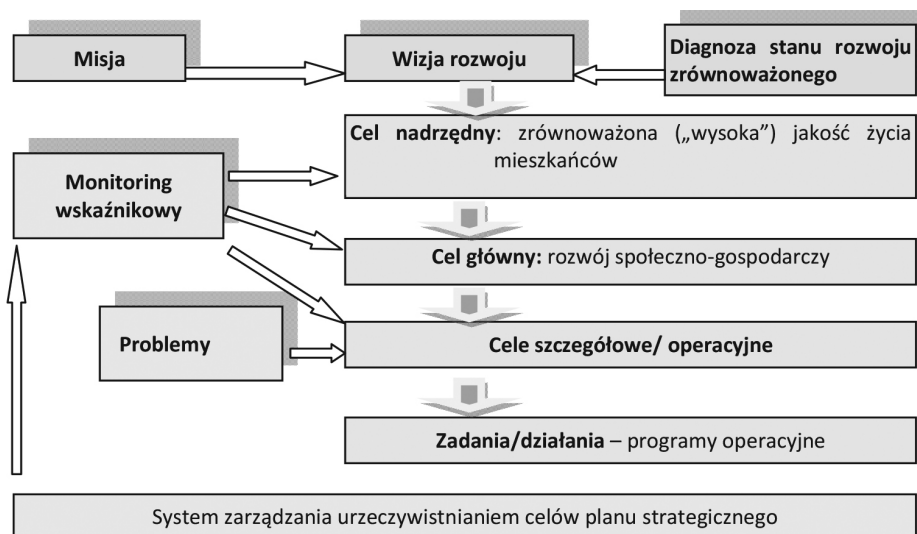 Misja
Wizja rozwoju
Diagnoza stanu rozwoju
zrównoważonego
Cel nadrzędny: zrównoważona („wysoka”) jakość życia
mieszkańców
Monitoring
wskaźnikowy
Cel główny: rozwój społeczno-gospodarczy
Problemy
Cele szczegółowe/ operacyjne
Zadania/działania – programy operacyjne
System zarządzania urzeczywistnianiem celów planu strategicznego